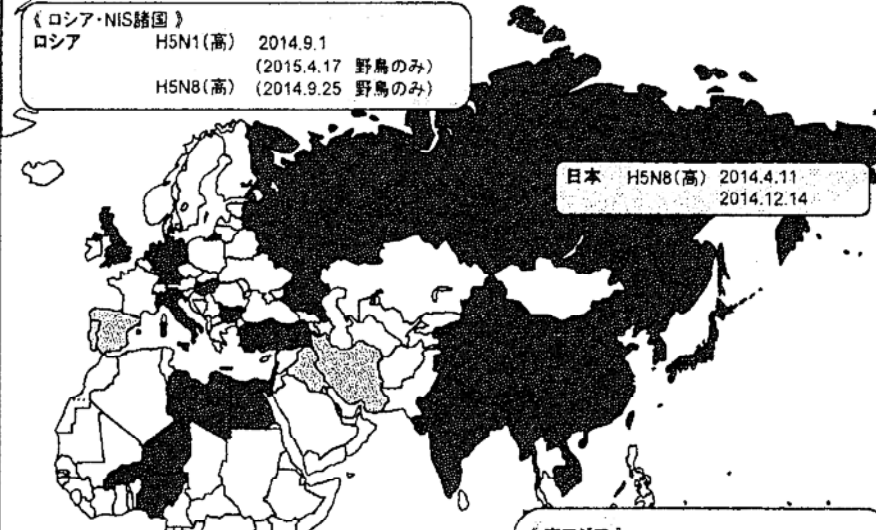 《 ロシア・NIS諸国 》
ロシア H5N1(高) 2014.9.1
(2015.4.17 野鳥のみ)
H5N8(高) (2014.9.25 野鳥のみ)
日本 H5N8(高) 2014.4.11
2014.12.14